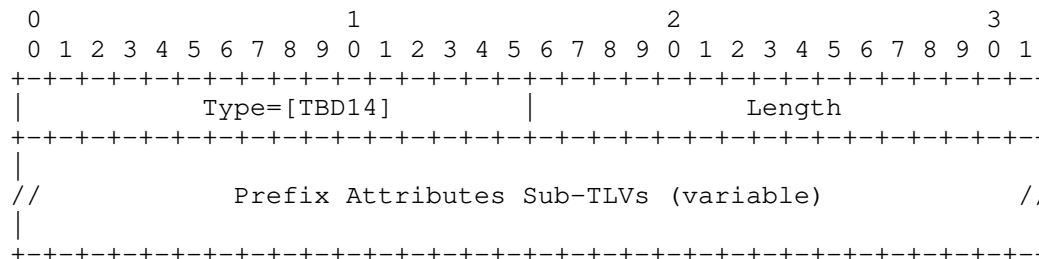 0                   1                   2                   3
0 1 2 3 4 5 6 7 8 9 0 1 2 3 4 5 6 7 8 9 0 1 2 3 4 5 6 7 8 9 0 1
+-+-+-+-+-+-+-+-+-+-+-+-+-+-+-+-+-+-+-+-+-+-+-+-+-+-+-+-+-+-+-+-
|           Type=[TBD14]        |             Length
+-+-+-+-+-+-+-+-+-+-+-+-+-+-+-+-+-+-+-+-+-+-+-+-+-+-+-+-+-+-+-+-
|
//            Prefix Attributes Sub-TLVs (variable)            //
|
+-+-+-+-+-+-+-+-+-+-+-+-+-+-+-+-+-+-+-+-+-+-+-+-+-+-+-+-+-+-+-+-